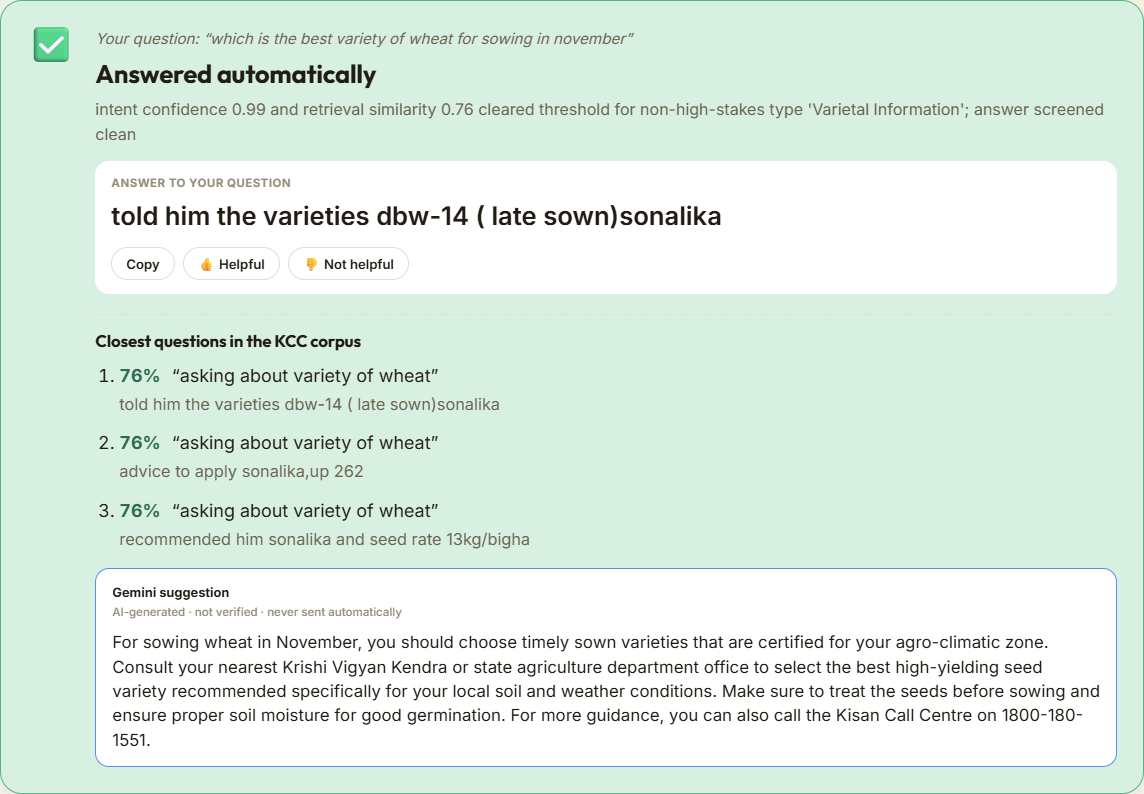 Your question: “which is the best variety of wheat for sowing in november”
Answered automatically
intent confidence 0.99 and retrieval similarity 0.76 cleared threshold for non-high-stakes type 'Varietal Information'; answer screened
clean
ANSWER TO YOUR QUESTION
told him the varieties dbw-14 ( late sown)sonalika
Copy
👍 Helpful
👎 Not helpful
Closest questions in the KCC corpus
1. 76% “asking about variety of wheat”
told him the varieties dbw-14 ( late sown)sonalika
2. 76% “asking about variety of wheat”
advice to apply sonalika,up 262
3. 76% “asking about variety of wheat”
recommended him sonalika and seed rate 13kg/bigha
Gemini suggestion
AI-generated · not verified · never sent automatically
For sowing wheat in November, you should choose timely sown varieties that are certified for your agro-climatic zone.
Consult your nearest Krishi Vigyan Kendra or state agriculture department office to select the best high-yielding seed
variety recommended specifically for your local soil and weather conditions. Make sure to treat the seeds before sowing and
ensure proper soil moisture for good germination. For more guidance, you can also call the Kisan Call Centre on 1800-180-
1551.